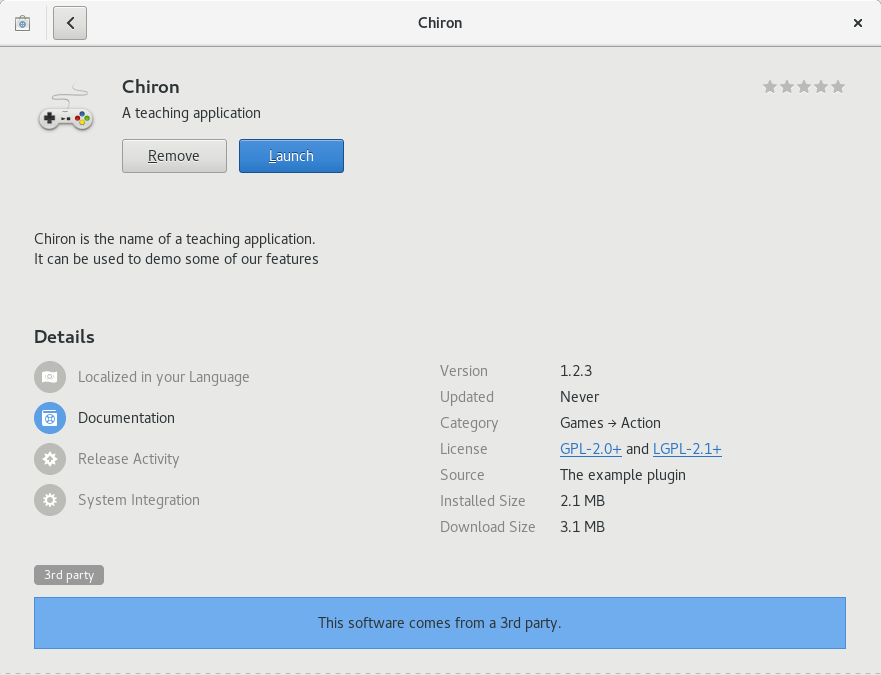 Chiron
Chiron
A teaching application
Remove
Launch
Chiron is the name of a teaching application.
It can be used to demo some of our features
Details
Localized in your Language
Documentation
Release Activity
System Integration
Version 1.2.3
Updated Never
Category Games → Action
License GPL-2.0+ and LGPL-2.1+
Source The example plugin
Installed Size 2.1 MB
Download Size 3.1 MB
3rd party
This software comes from a 3rd party.